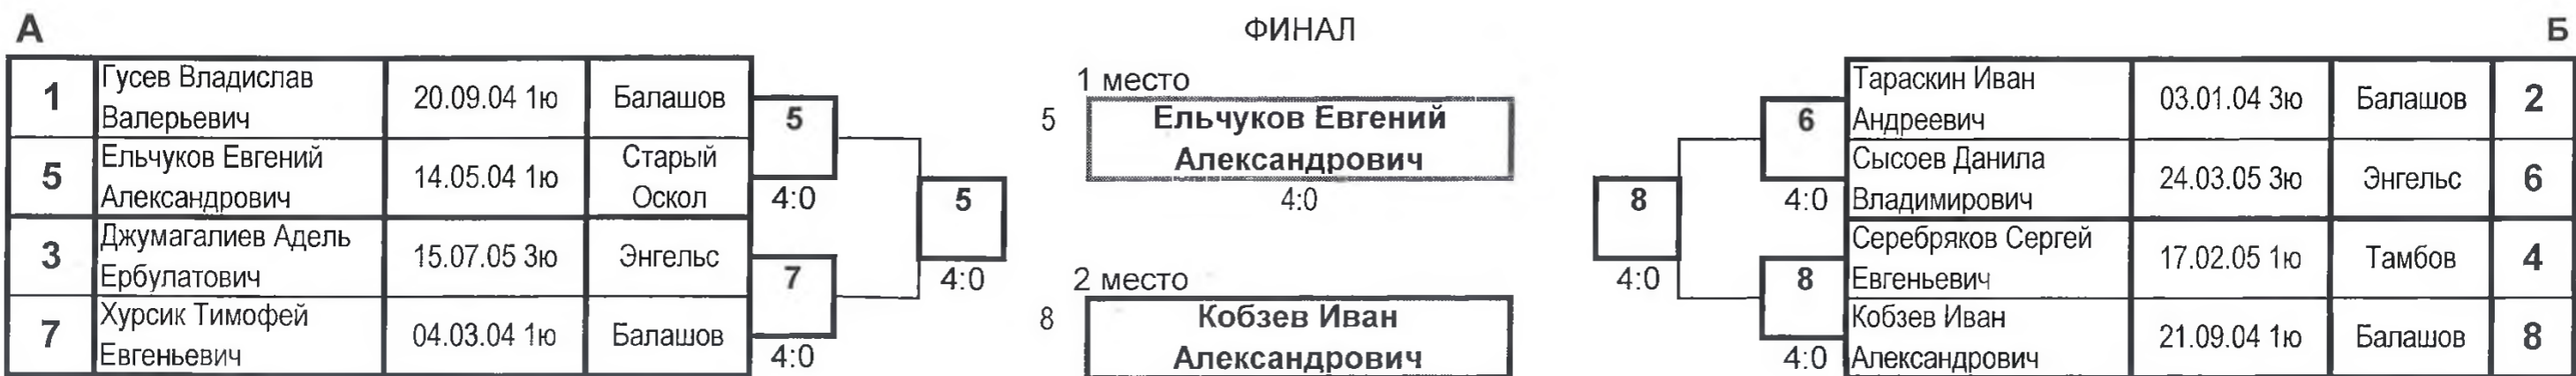 А
ФИНАЛ
Б
1
Гусев Владислав
Валерьевич
20.09.04 1ю
Балашов
5
Ельчуков Евгений
Александрович
14.05.04 1ю
Старый
Оскол
3
Джумагалиев Адель
Ербулатович
15.07.05 3ю
Энгельс
7
Хурсик Тимофей
Евгеньевич
04.03.04 1ю
Балашов
5
4:0
7
4:0
5
4:0
1 место
5
Ельчуков Евгений
Александрович
4:0
2 место
8
Кобзев Иван
Александрович
8
4:0
6
4:0
8
4:0
Тараскин Иван
Андреевич
03.01.04 3ю
Балашов
2
Сысоев Данила
Владимирович
24.03.05 3ю
Энгельс
6
Серебряков Сергей
Евгеньевич
17.02.05 1ю
Тамбов
4
Кобзев Иван
Александрович
21.09.04 1ю
Балашов
8